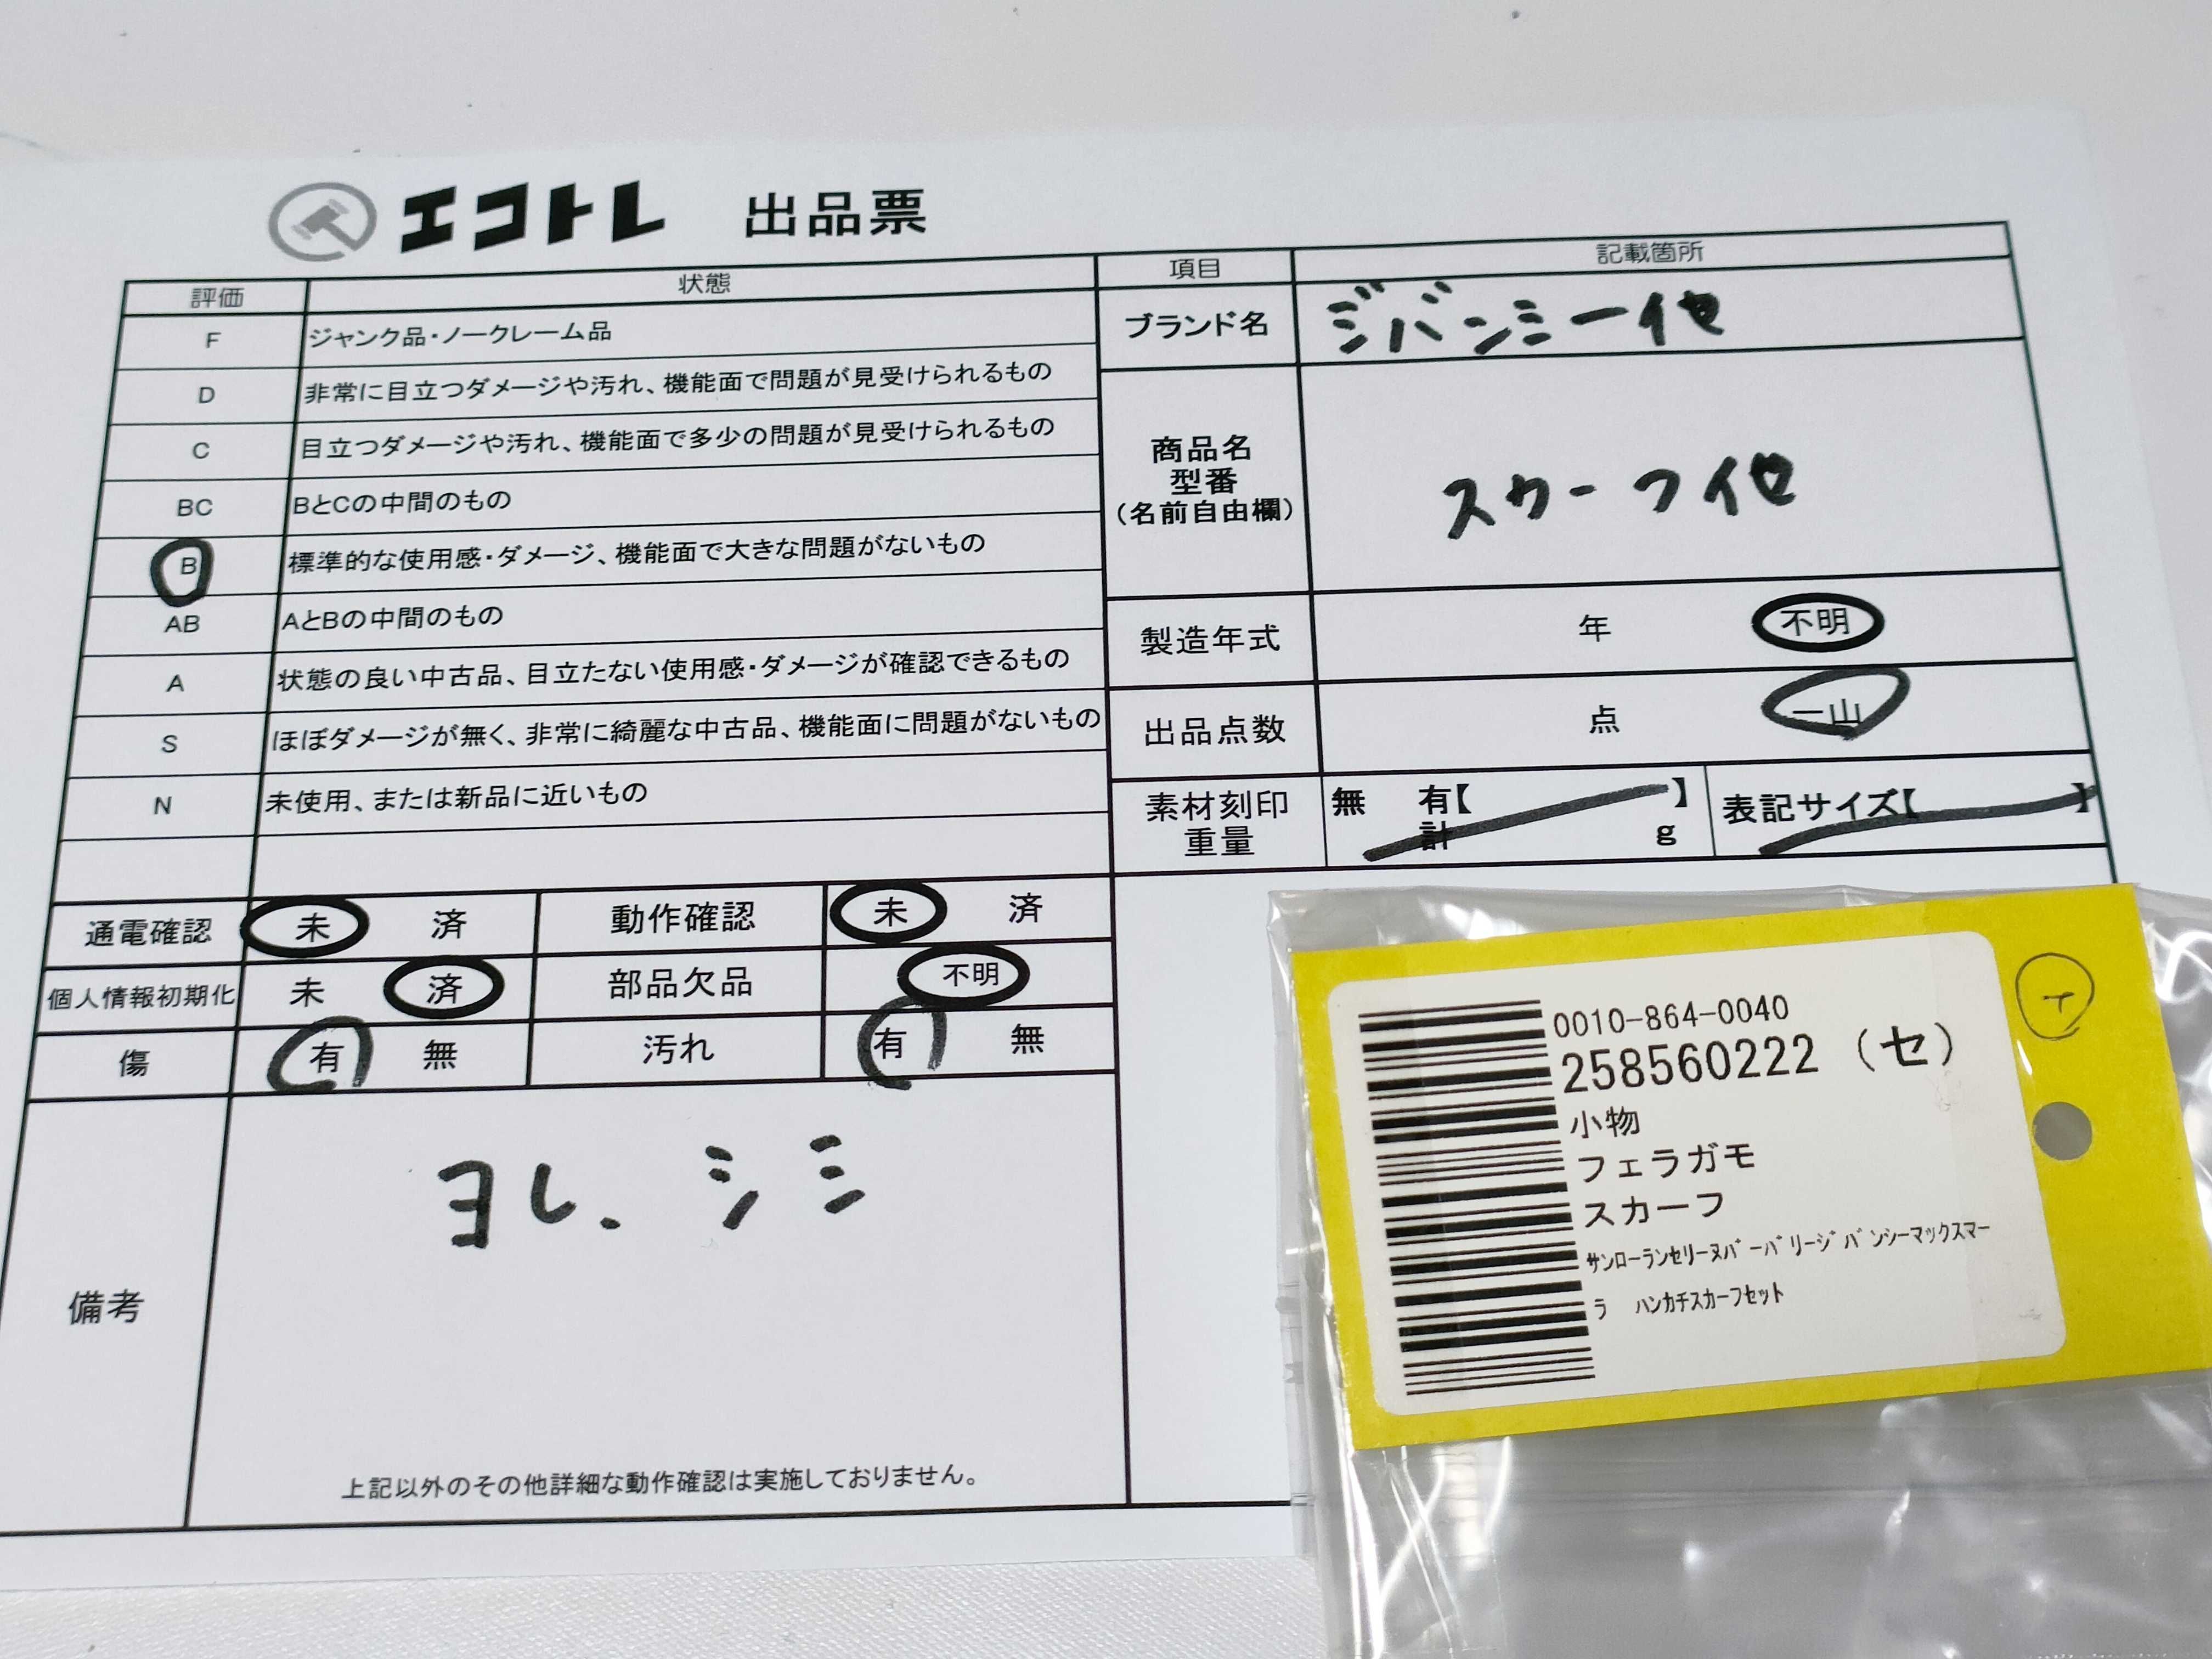 エコトレ 出品票
評価 状態
F ジャンク品・ノークレーム品
D 非常に目立つダメージや汚れ、機能面で問題が見受けられるもの
C 目立つダメージや汚れ、機能面で多少の問題が見受けられるもの
BC BとCの中間のもの
B 標準的な使用感・ダメージ、機能面で大きな問題がないもの
AB AとBの中間のもの
A 状態の良い中古品、目立たない使用感・ダメージが確認できるもの
S ほぼダメージが無く、非常に綺麗な中古品、機能面に問題がないもの
N 未使用、または新品に近いもの
項目 記載箇所
ブランド名 ジバンシー他
商品名
型番
(名前自由欄)
スカーフ他
製造年式 年 不明
出品点数 点 一山
素材刻印 無 有【 】 表記サイズ【 】
重量 計 g
通電確認 未 済 動作確認 未 済
個人情報初期化 未 済 部品欠品 不明
傷 有 無 汚れ 有 無
備考
ヨレ、シミ
上記以外のその他詳細な動作確認は実施しておりません。
0010-864-0040
258560222 (セ)
小物
フェラガモ
スカーフ
サンローランセリーヌバーバリージバンシーマックスマー
ラ ハンカチスカーフセット